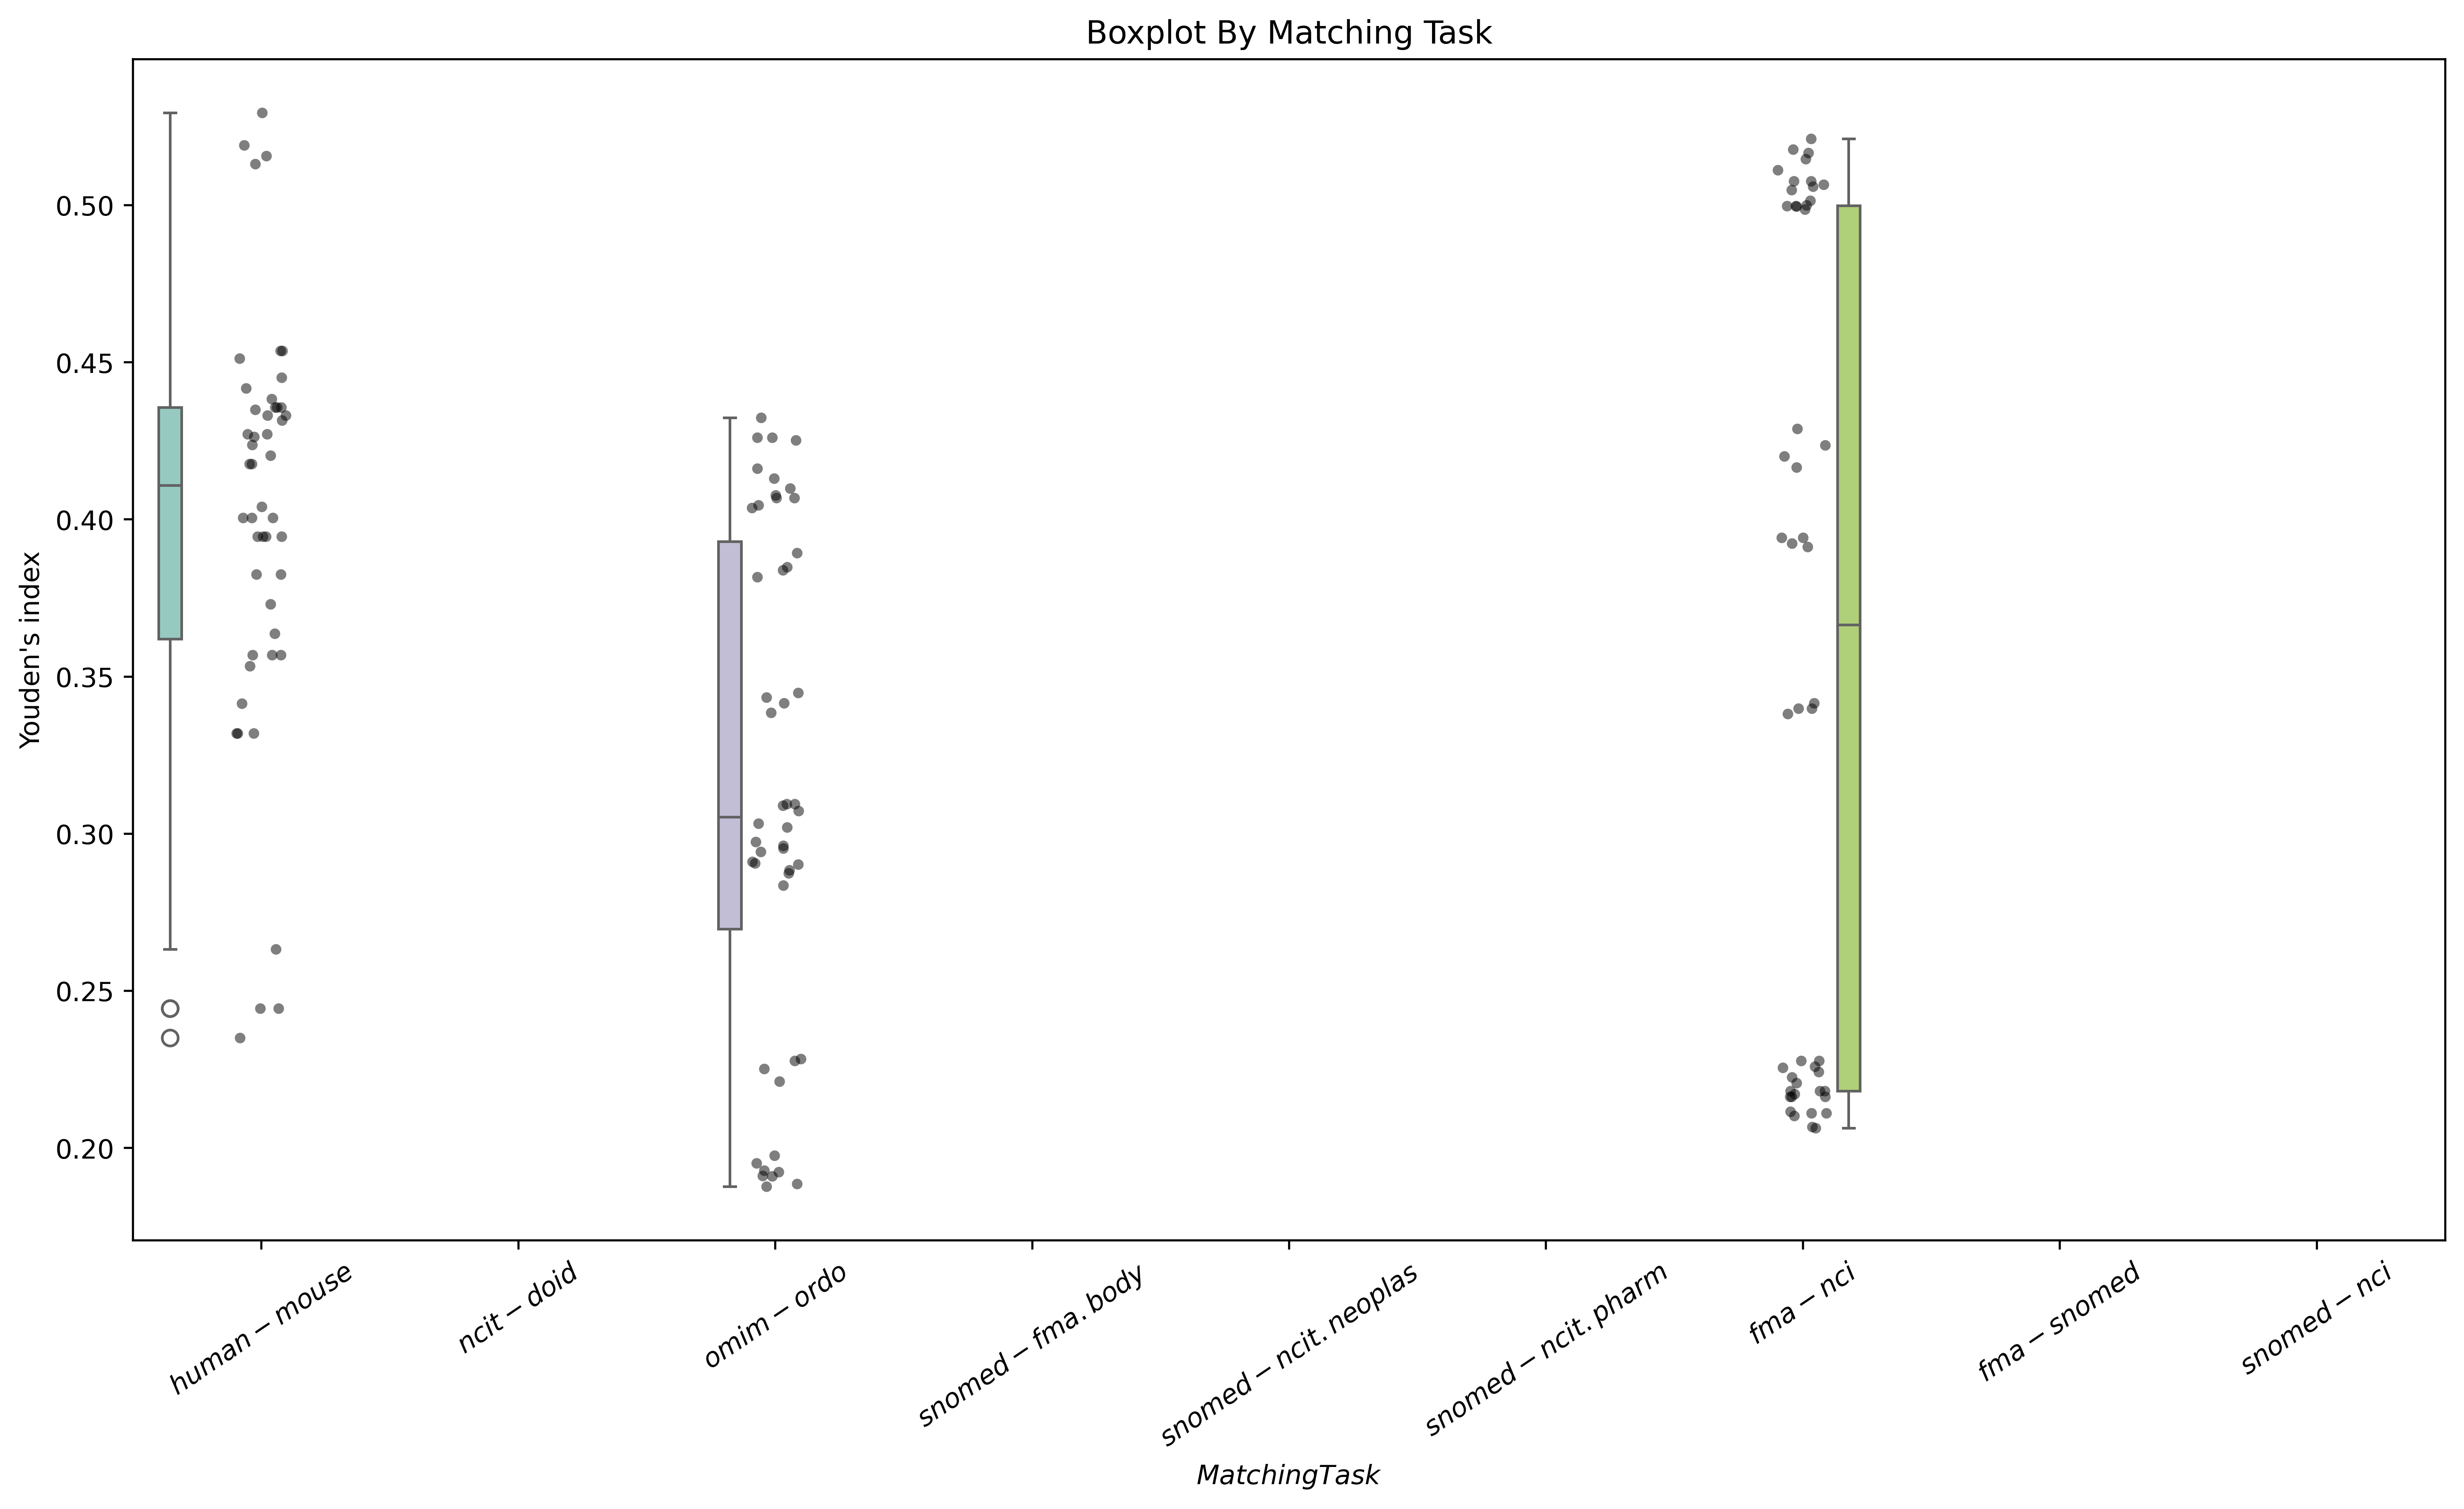 Boxplot By Matching Task
Youden's index
0.50
0.45
0.40
0.35
0.30
0.25
0.20
human − mouse
ncit − doid
omim − ordo
snomed − fma. body
snomed − ncit. neoplas
snomed − ncit. pharm
fma − nci
fma − snomed
snomed − nci
MatchingTask